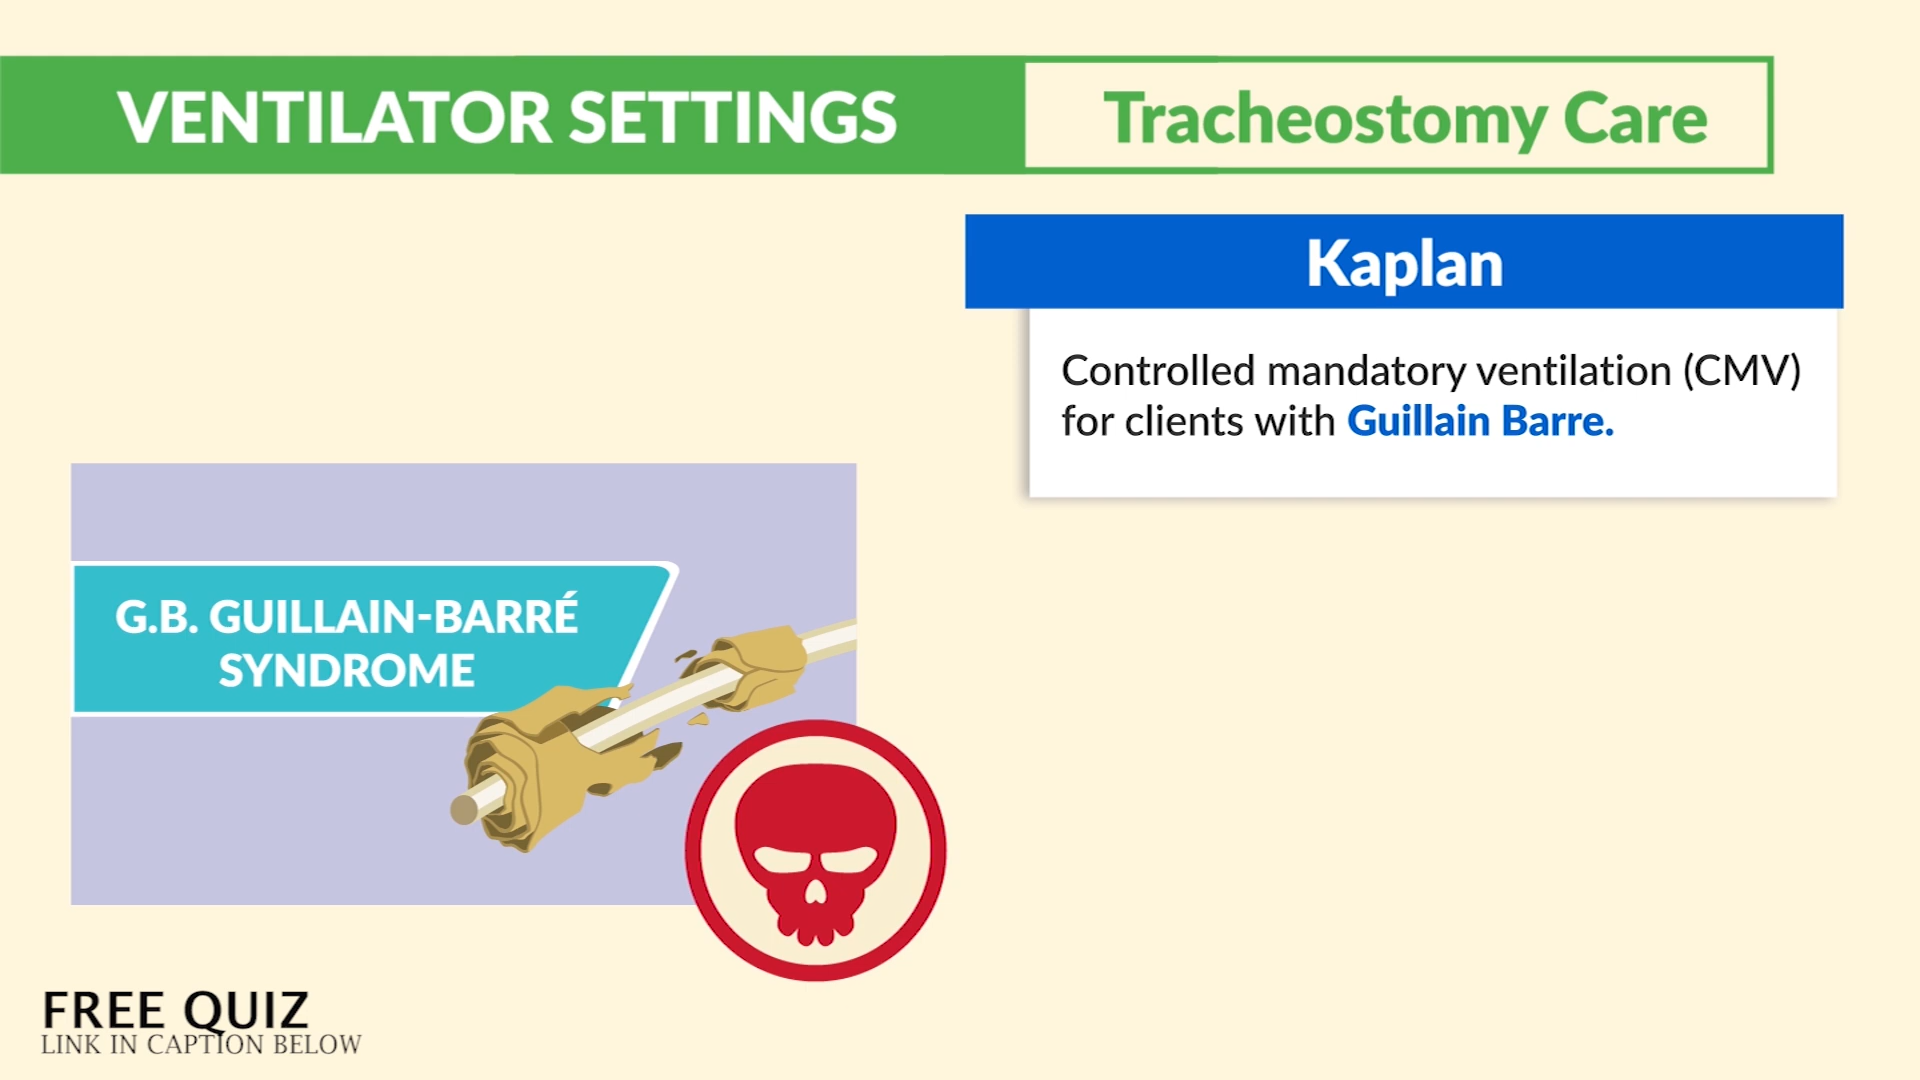 VENTILATOR SETTINGS
Tracheostomy Care
Kaplan
Controlled mandatory ventilation (CMV)
for clients with Guillain Barre.
G.B. GUILLAIN-BARRÉ
SYNDROME
FREE QUIZ
LINK IN CAPTION BELOW